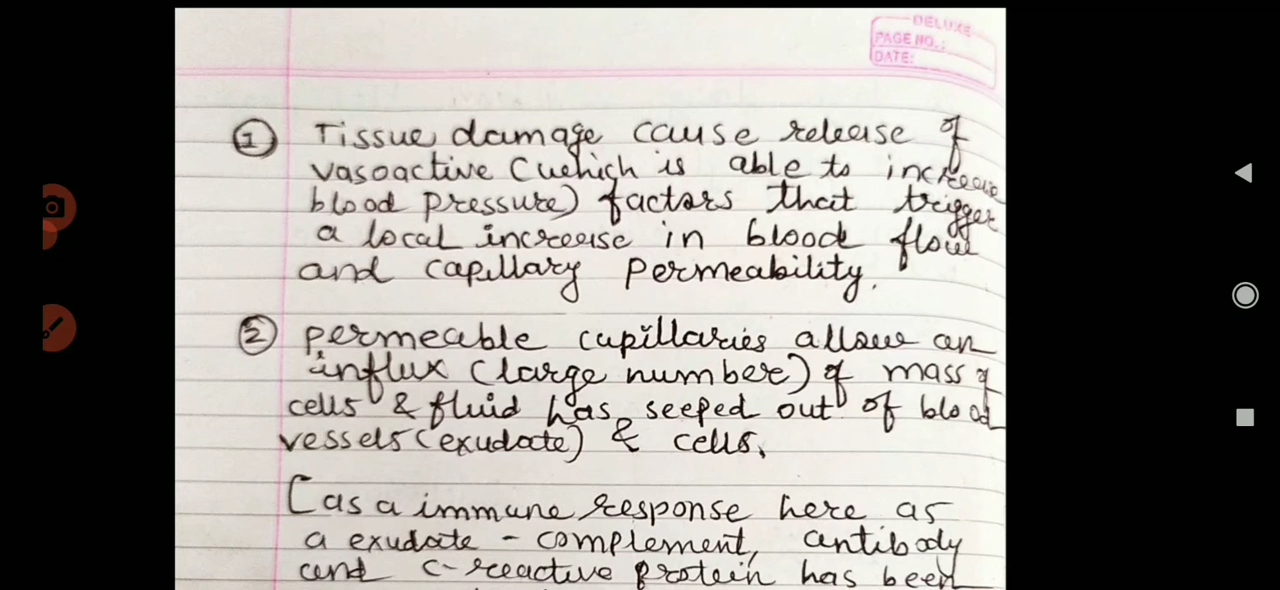 DELUXE
PAGE NO.:
DATE:
① Tissue damage cause release of
vasoactive (which is able to increase
blood pressure) factors that trigger
a local increase in blood flow
and capillary permeability.
② permeable capillaries allow an
influx (large number) of mass of
cells & fluid has seeped out of blood
vessels (exudate) & cells.
[as a immune response here as
a exudate - complement, antibody
and c-reactive protein has been